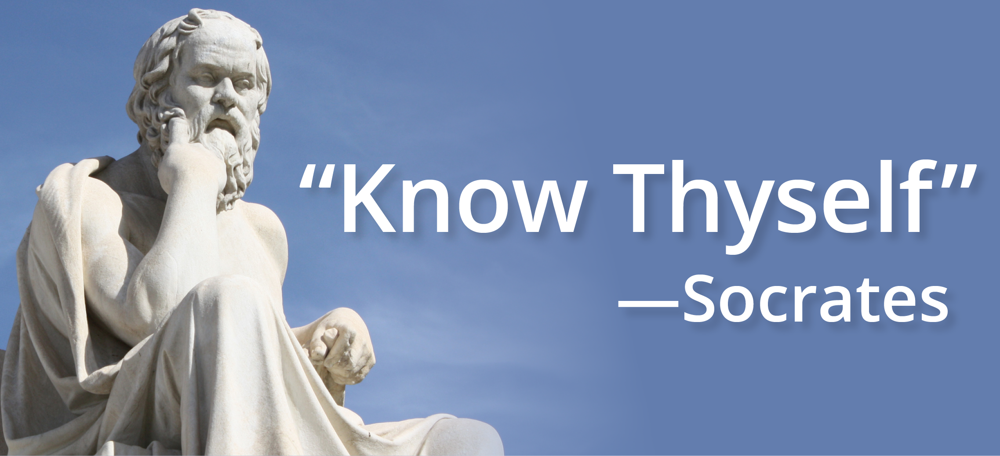 “Know Thyself”
—Socrates